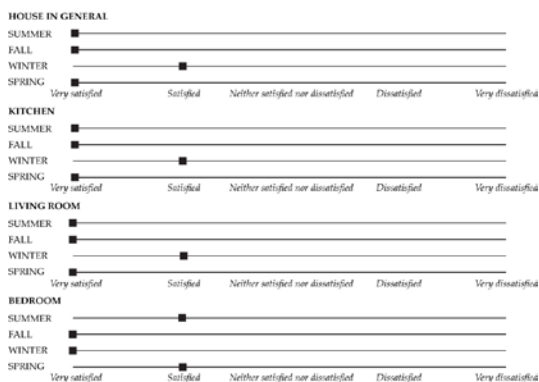 HOUSE IN GENERAL
SUMMER
FALL
WINTER
SPRING
Very satisfied Satisfied Neither satisfied nor dissatisfied Dissatisfied Very dissatisfied
KITCHEN
SUMMER
FALL
WINTER
SPRING
Very satisfied Satisfied Neither satisfied nor dissatisfied Dissatisfied Very dissatisfied
LIVING ROOM
SUMMER
FALL
WINTER
SPRING
Very satisfied Satisfied Neither satisfied nor dissatisfied Dissatisfied Very dissatisfied
BEDROOM
SUMMER
FALL
WINTER
SPRING
Very satisfied Satisfied Neither satisfied nor dissatisfied Dissatisfied Very dissatisfied